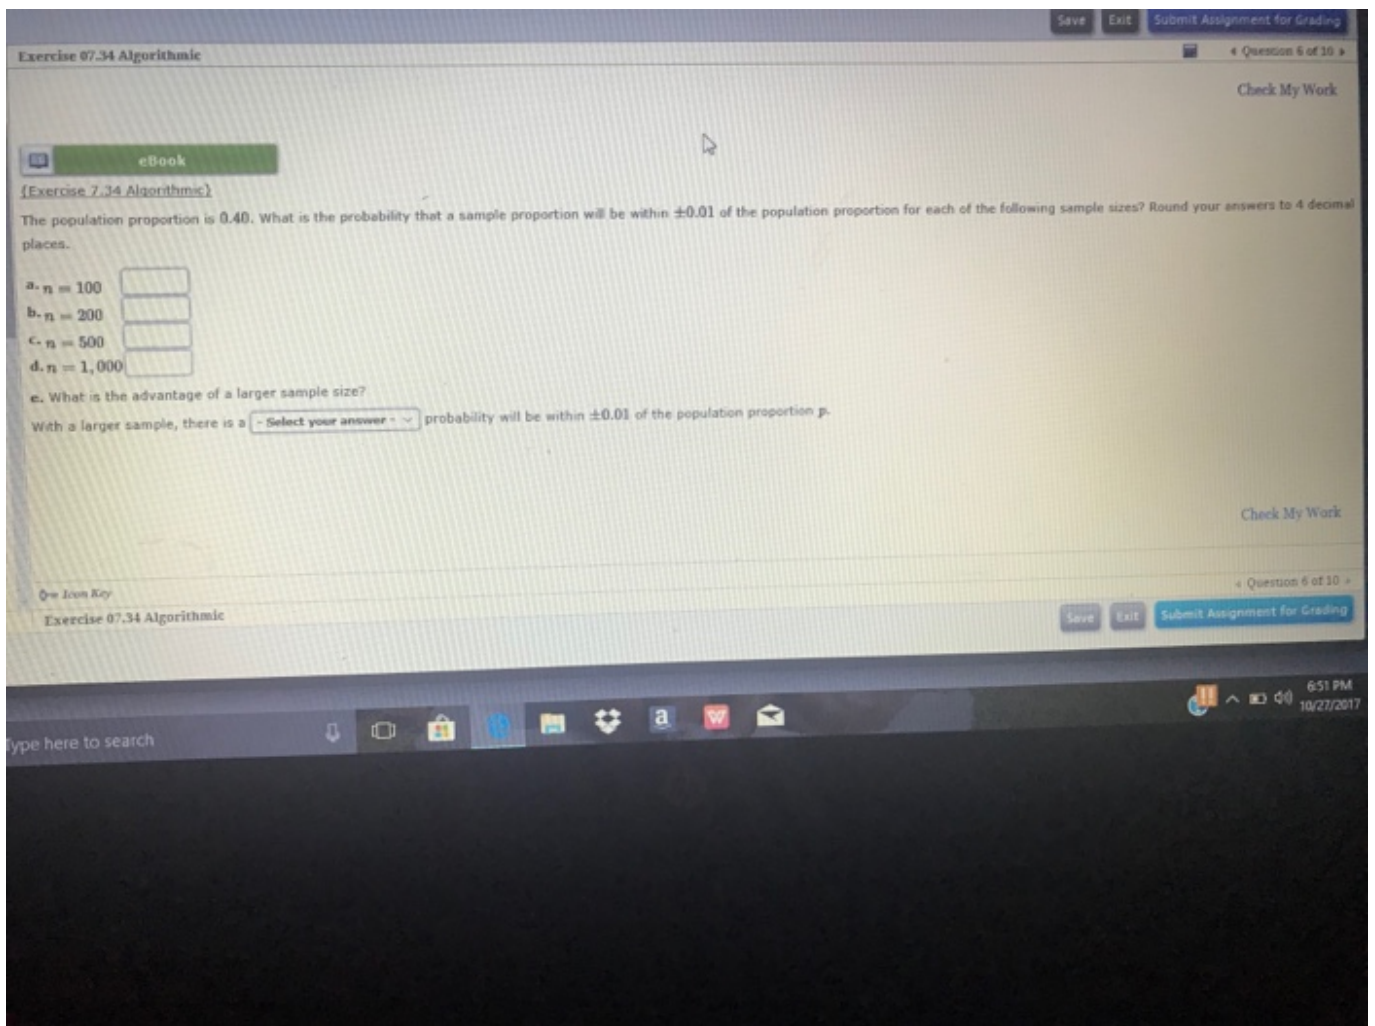 Save Exit Submit Assignment for Grading
Exercise 07.34 Algorithmic
Question 6 of 10
Check My Work
eBook
{Exercise 7.34 Algorithmic}
The population proportion is 0.40. What is the probability that a sample proportion will be within ±0.01 of the population proportion for each of the following sample sizes? Round your answers to 4 decimal
places.
a. n = 100
b. n = 200
c. n = 500
d. n = 1,000
e. What is the advantage of a larger sample size?
With a larger sample, there is a - Select your answer - probability will be within ±0.01 of the population proportion p.
Check My Work
Icon Key
Question 6 of 10
Exercise 07.34 Algorithmic
Save Exit Submit Assignment for Grading
Type here to search
a
W
6:51 PM
10/27/2017